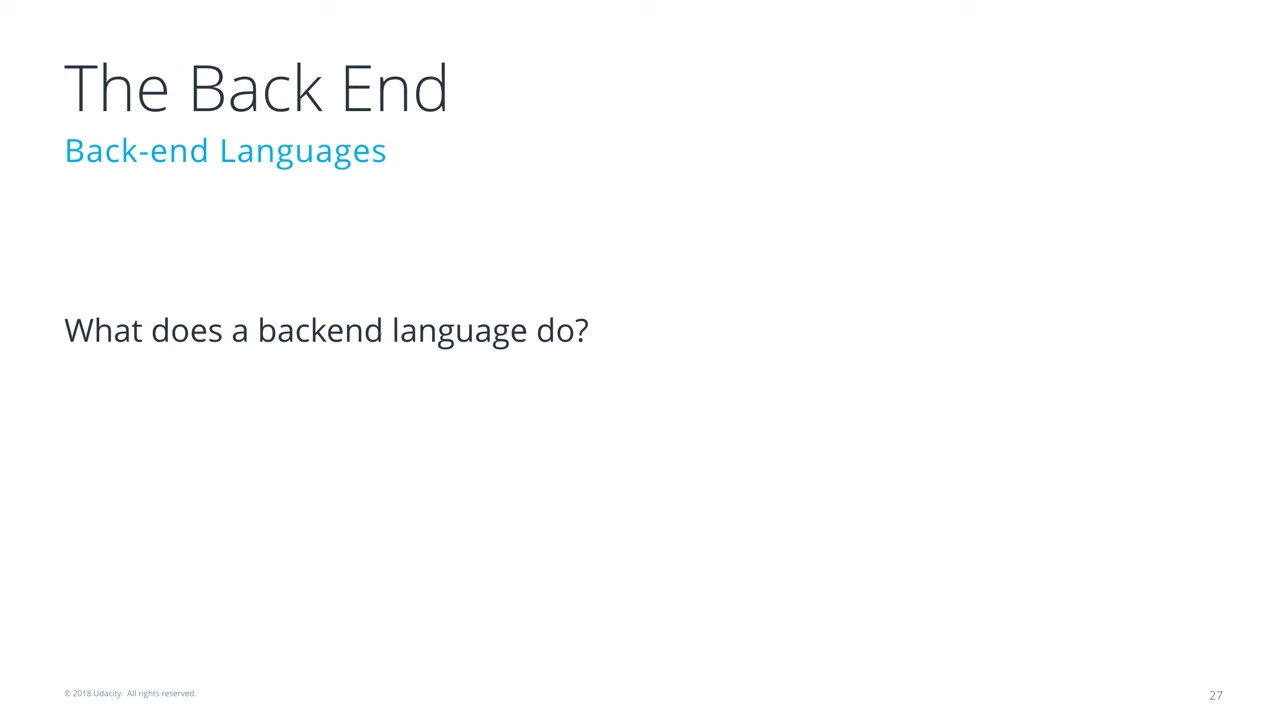 The Back End
Back-end Languages
What does a backend language do?
© 2018 Udacity. All rights reserved.
27